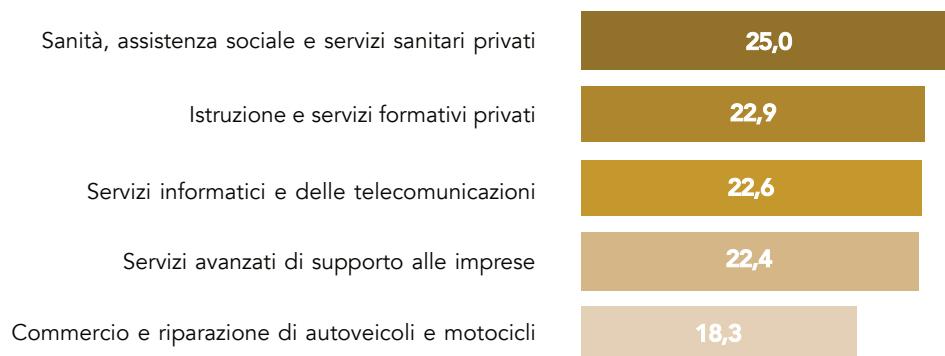 Sanità, assistenza sociale e servizi sanitari privati 25,0
Istruzione e servizi formativi privati 22,9
Servizi informatici e delle telecomunicazioni 22,6
Servizi avanzati di supporto alle imprese 22,4
Commercio e riparazione di autoveicoli e motocicli 18,3